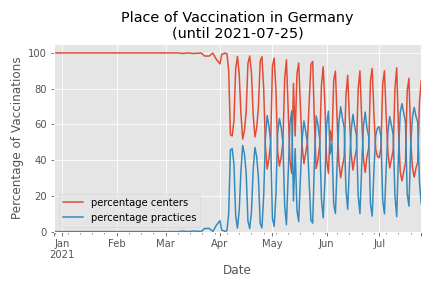 Place of Vaccination in Germany
(until 2021-07-25)
Percentage of Vaccinations
100
80
60
40
20
0
percentage centers
percentage practices
Jan Feb Mar Apr May Jun Jul
2021
Date